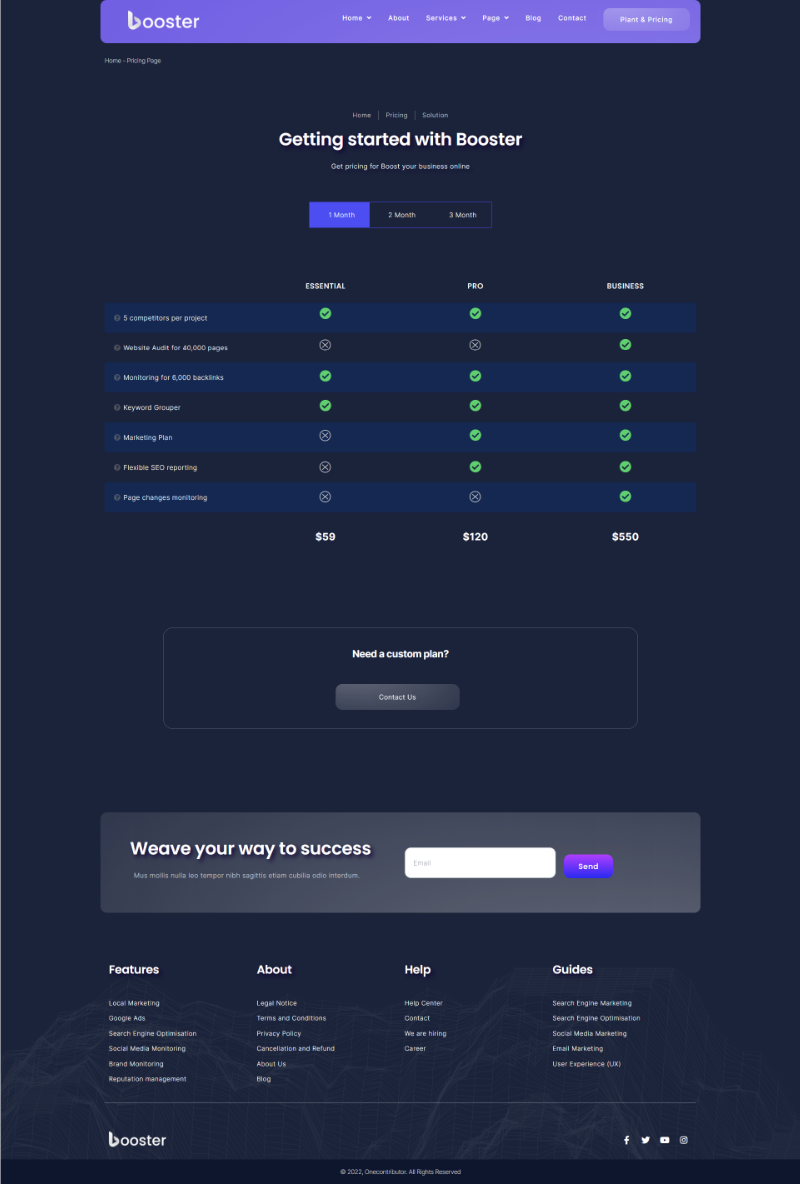 booster
Home About Services Page Blog Contact Plant & Pricing
Home - Pricing Page
Home Pricing Solution
Getting started with Booster
Get pricing for Boost your business online
1 Month 2 Month 3 Month
ESSENTIAL PRO BUSINESS
5 competitors per project
Website Audit for 40,000 pages
Monitoring for 6,000 backlinks
Keyword Grouper
Marketing Plan
Flexible SEO reporting
Page changes monitoring
$59 $120 $550
Need a custom plan?
Contact Us
Weave your way to success
Mus mollis nulla leo tempor nibh sagittis etiam cubilia odio interdum.
Email
Send
Features About Help Guides
Local Marketing Legal Notice Help Center Search Engine Marketing
Google Ads Terms and Conditions Contact Search Engine Optimisation
Search Engine Optimisation Privacy Policy We are hiring Social Media Marketing
Social Media Monitoring Cancellation and Refund Career Email Marketing
Brand Monitoring About Us User Experience (UX)
Reputation management Blog
booster
© 2022, Onecontributor. All Rights Reserved